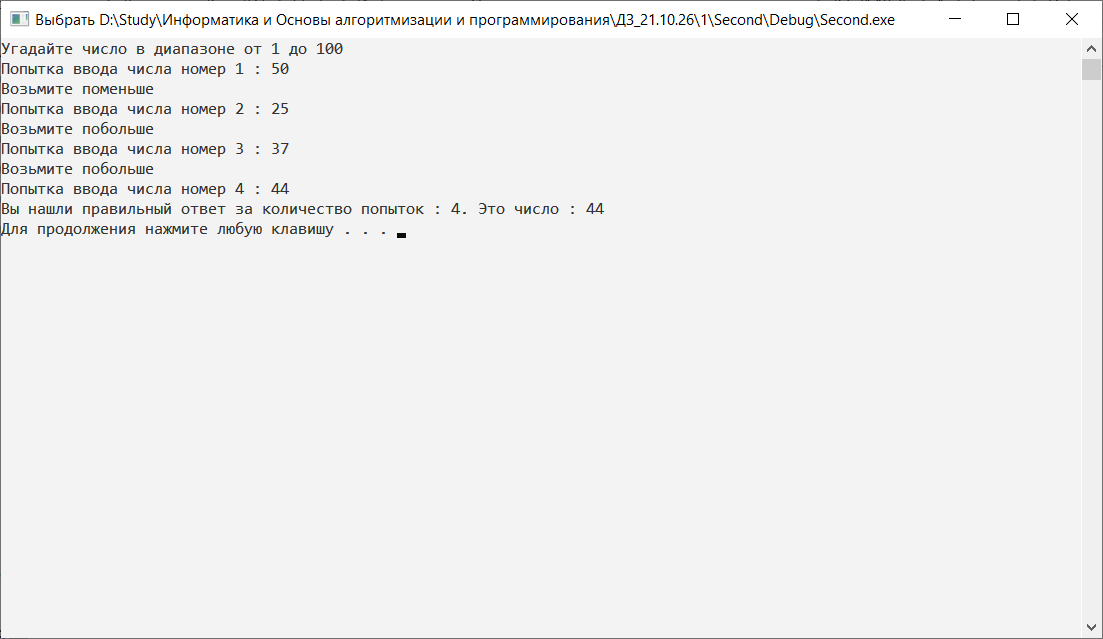 Выбрать D:\Study\Информатика и Основы алгоритмизации и программирования\ДЗ_21.10.26\1\Second\Debug\Second.exe
Угадайте число в диапазоне от 1 до 100
Попытка ввода числа номер 1 : 50
Возьмите поменьше
Попытка ввода числа номер 2 : 25
Возьмите побольше
Попытка ввода числа номер 3 : 37
Возьмите побольше
Попытка ввода числа номер 4 : 44
Вы нашли правильный ответ за количество попыток : 4. Это число : 44
Для продолжения нажмите любую клавишу . . .